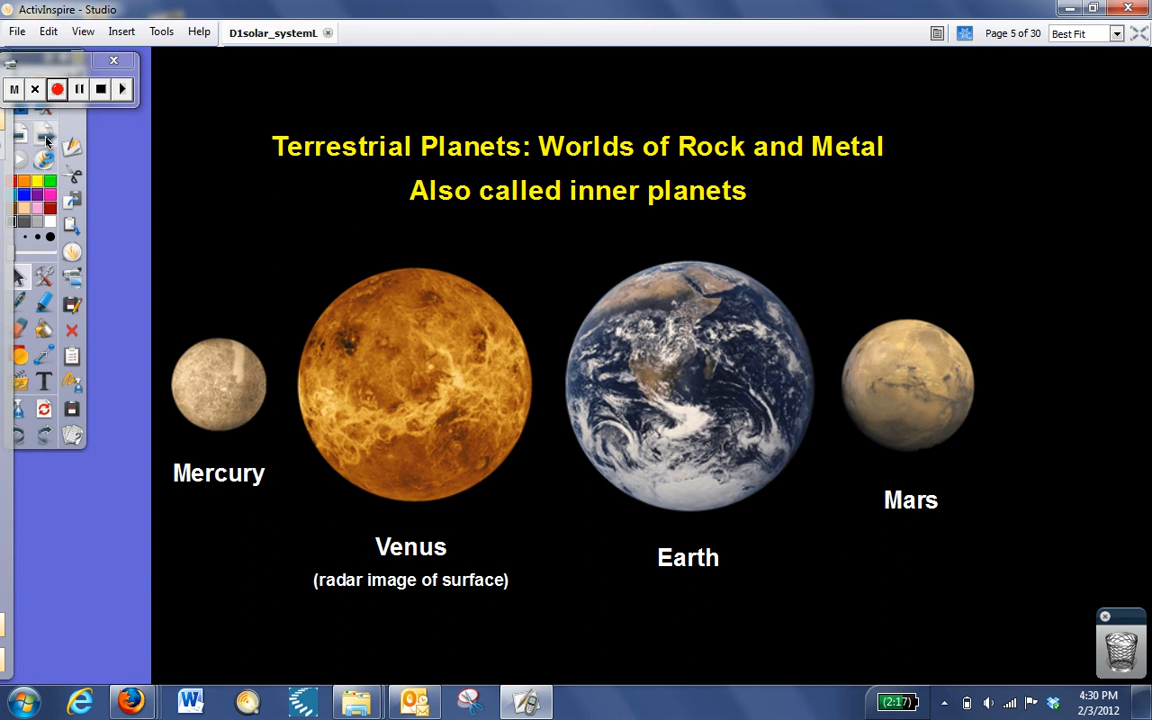 ActivInspire - Studio
File Edit View Insert Tools Help
D1solar_systemL
Page 5 of 30
Best Fit
M
Terrestrial Planets: Worlds of Rock and Metal
Also called inner planets
T
Mercury
Venus
(radar image of surface)
Earth
Mars
W
(2:17)
4:30 PM
2/3/2012